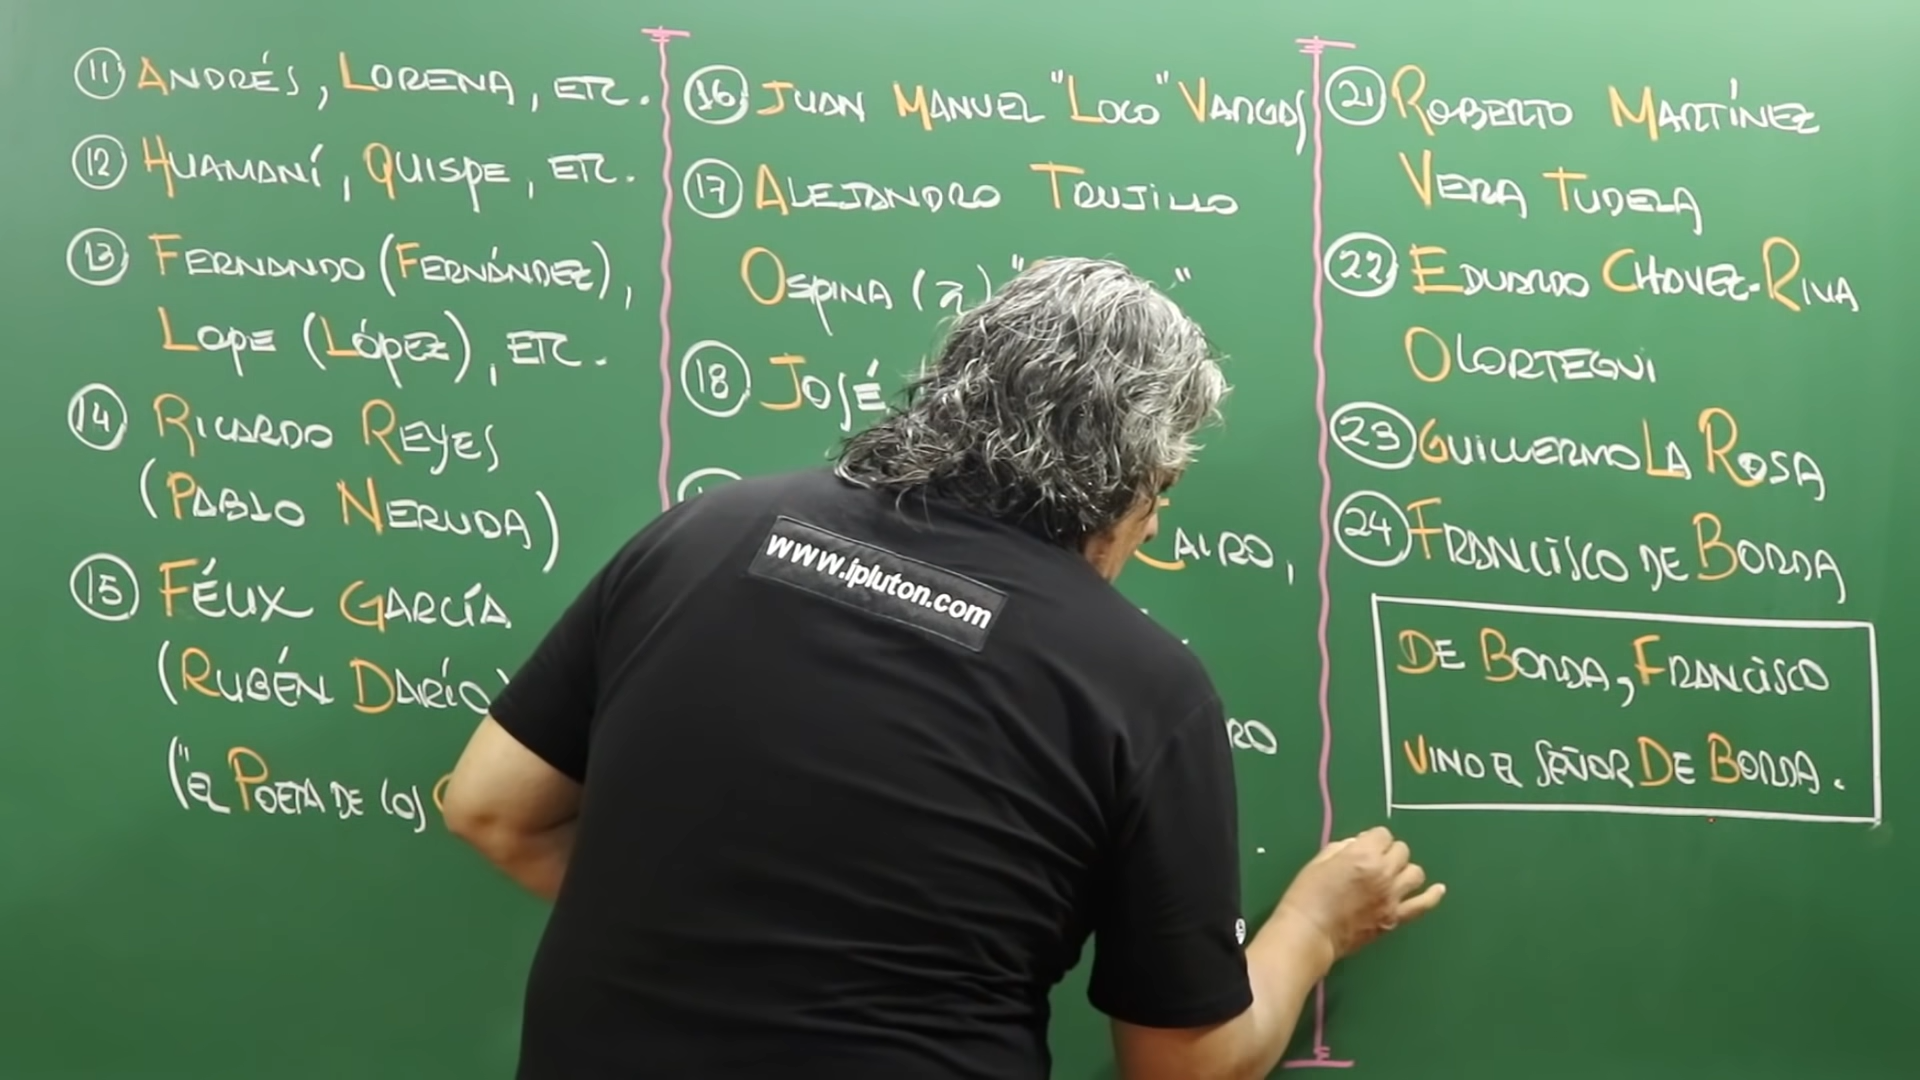 11 ANDRÉS, LORENA, ETC.
12 HUAMANÍ, QUISPE, ETC.
13 FERNANDO (FERNÁNDEZ),
LOPE (LÓPEZ), ETC.
14 RICARDO REYES
(PABLO NERUDA)
15 FÉLIX GARCÍA
(RUBÉN DARÍO)
("EL POETA DE LOS
16 JUAN MANUEL "LOCO" VARGAS
17 ALEJANDRO TRUJILLO
OSPINA (a) " "
18 JOSÉ
CAIRO,
RO
21 ROBERTO MARTÍNEZ
VERA TUDELA
22 EDUARDO CHAVEZ-RIVA
OLORTEGUI
23 GUILLERMO LA ROSA
24 FRANCISCO DE BORDA
DE BORDA, FRANCISCO
VINO EL SEÑOR DE BORDA.
www.ipluton.com